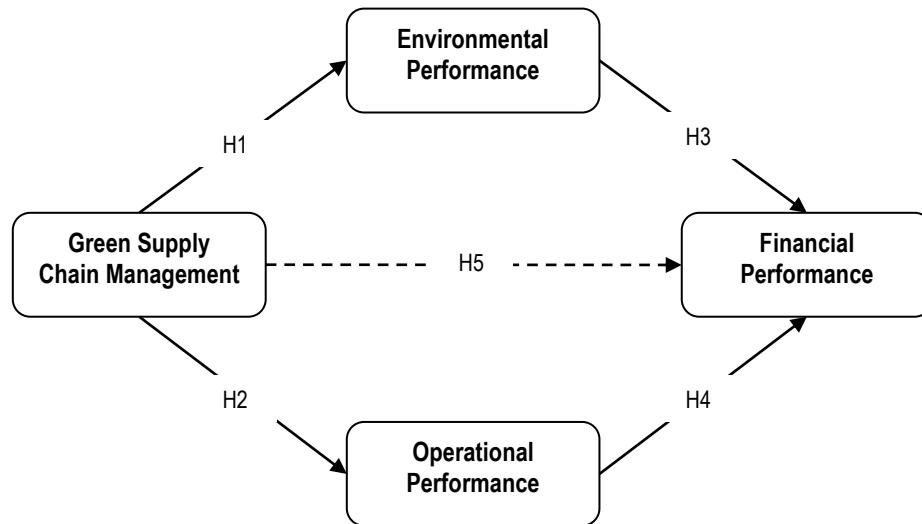 Environmental
Performance
H1
H3
Green Supply
Chain Management
H5
Financial
Performance
H2
H4
Operational
Performance